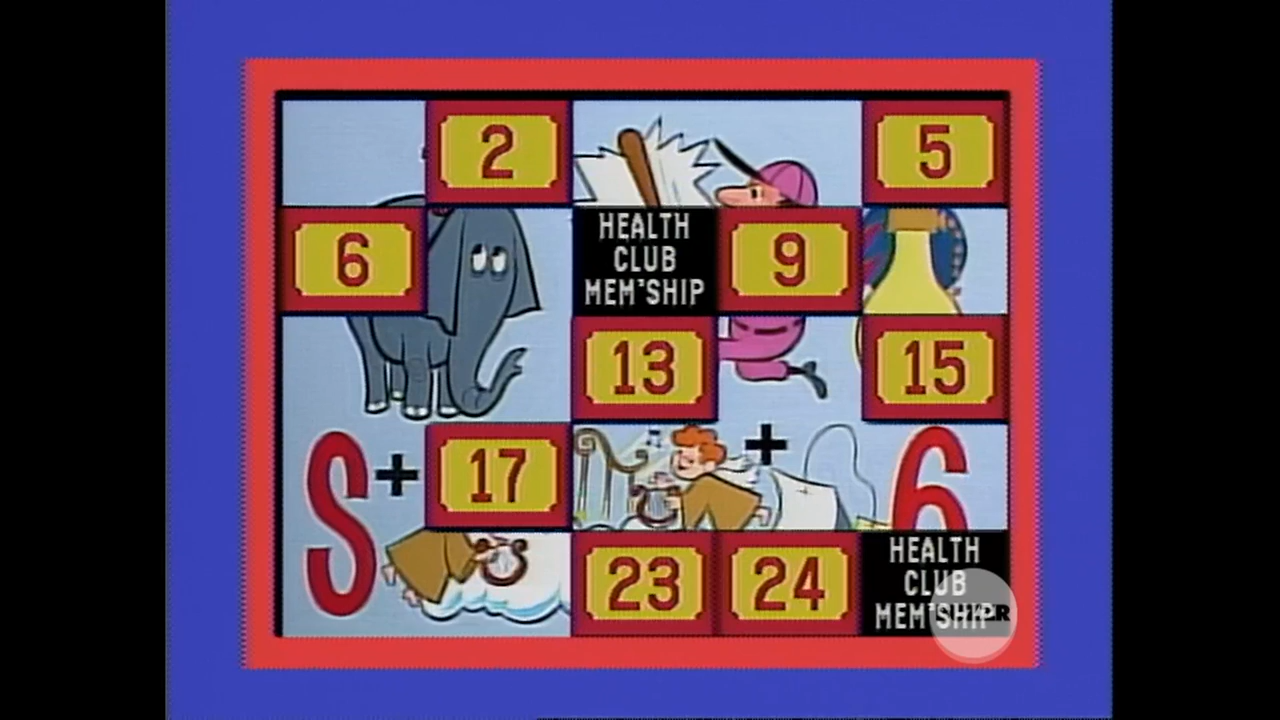 2
5
6
HEALTH
CLUB
MEM'SHIP
9
13
15
S+
17
+
6
23
24
HEALTH
CLUB
MEM'SHIP